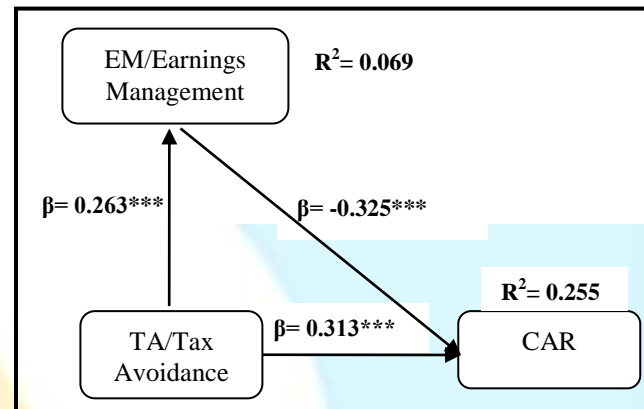 EM/Earnings
Management
R²= 0.069
β= 0.263***
β= -0.325***
R²= 0.255
β= 0.313***
TA/Tax
Avoidance
CAR